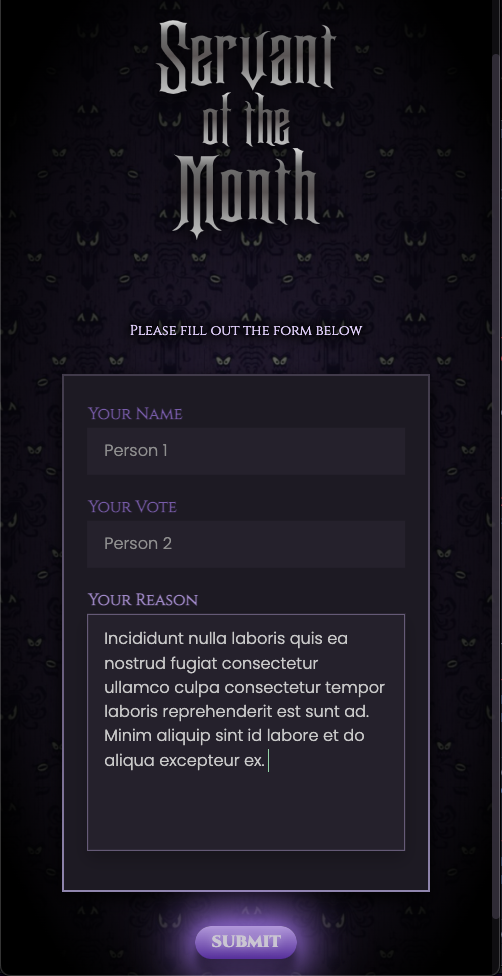 Servant
of the
Month
Please fill out the form below
Your Name
Person 1
Your Vote
Person 2
Your Reason
Incididunt nulla laboris quis ea
nostrud fugiat consectetur
ullamco culpa consectetur tempor
laboris reprehenderit est sunt ad.
Minim aliquip sint id labore et do
aliqua excepteur ex.
SUBMIT